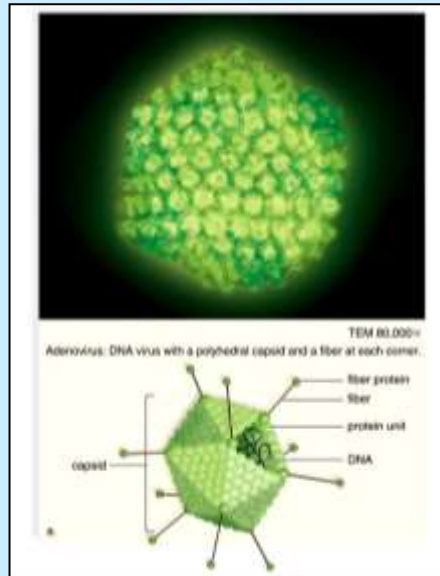 TEM 80,000×
Adenovirus: DNA virus with a polyhedral capsid and a fiber at each corner.
fiber protein
fiber
protein unit
DNA
capsid
a.